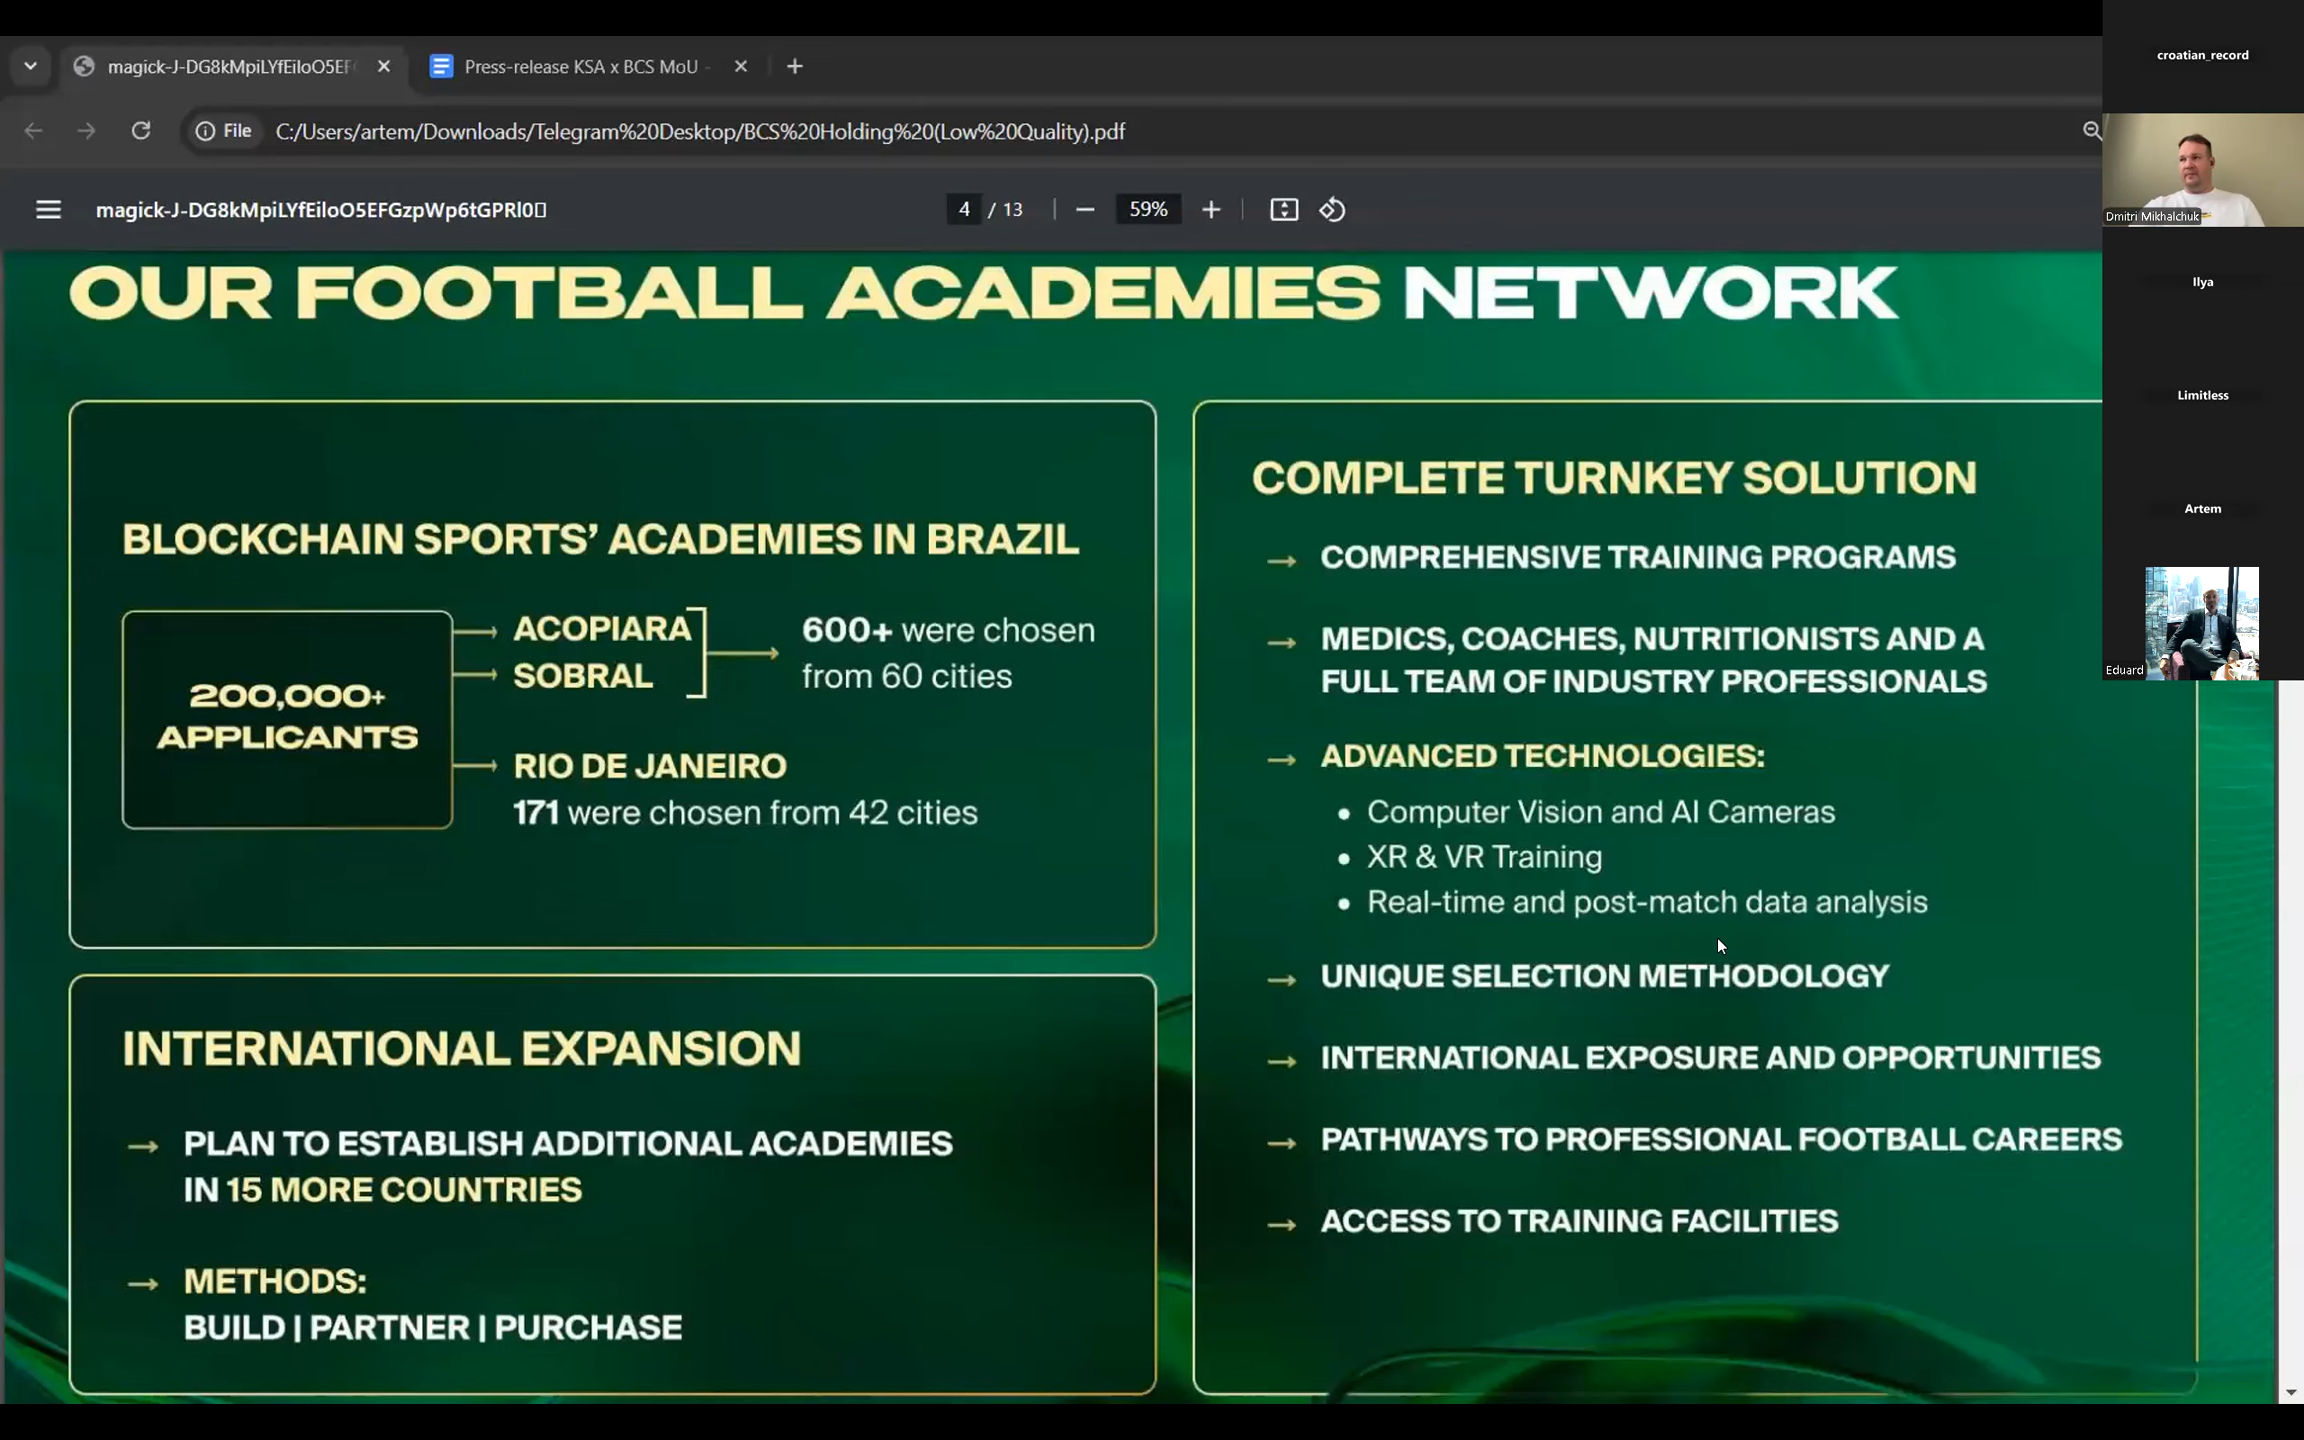 magick-J-DG8kMpiLYfEiloO5EF
Press-release KSA x BCS MoU -
File
C:/Users/artem/Downloads/Telegram%20Desktop/BCS%20Holding%20(Low%20Quality).pdf
magick-J-DG8kMpiLYfEiloO5EFGzpWp6tGPRl0
4 / 13
59%
OUR FOOTBALL ACADEMIES NETWORK
BLOCKCHAIN SPORTS’ ACADEMIES IN BRAZIL
200,000+
APPLICANTS
ACOPIARA
SOBRAL
600+ were chosen
from 60 cities
RIO DE JANEIRO
171 were chosen from 42 cities
INTERNATIONAL EXPANSION
→ PLAN TO ESTABLISH ADDITIONAL ACADEMIES
IN 15 MORE COUNTRIES
→ METHODS:
BUILD | PARTNER | PURCHASE
COMPLETE TURNKEY SOLUTION
→ COMPREHENSIVE TRAINING PROGRAMS
→ MEDICS, COACHES, NUTRITIONISTS AND A
FULL TEAM OF INDUSTRY PROFESSIONALS
→ ADVANCED TECHNOLOGIES:
• Computer Vision and AI Cameras
• XR & VR Training
• Real-time and post-match data analysis
→ UNIQUE SELECTION METHODOLOGY
→ INTERNATIONAL EXPOSURE AND OPPORTUNITIES
→ PATHWAYS TO PROFESSIONAL FOOTBALL CAREERS
→ ACCESS TO TRAINING FACILITIES
croatian_record
Dmitri Mikhalchuk
Ilya
Limitless
Artem
Eduard